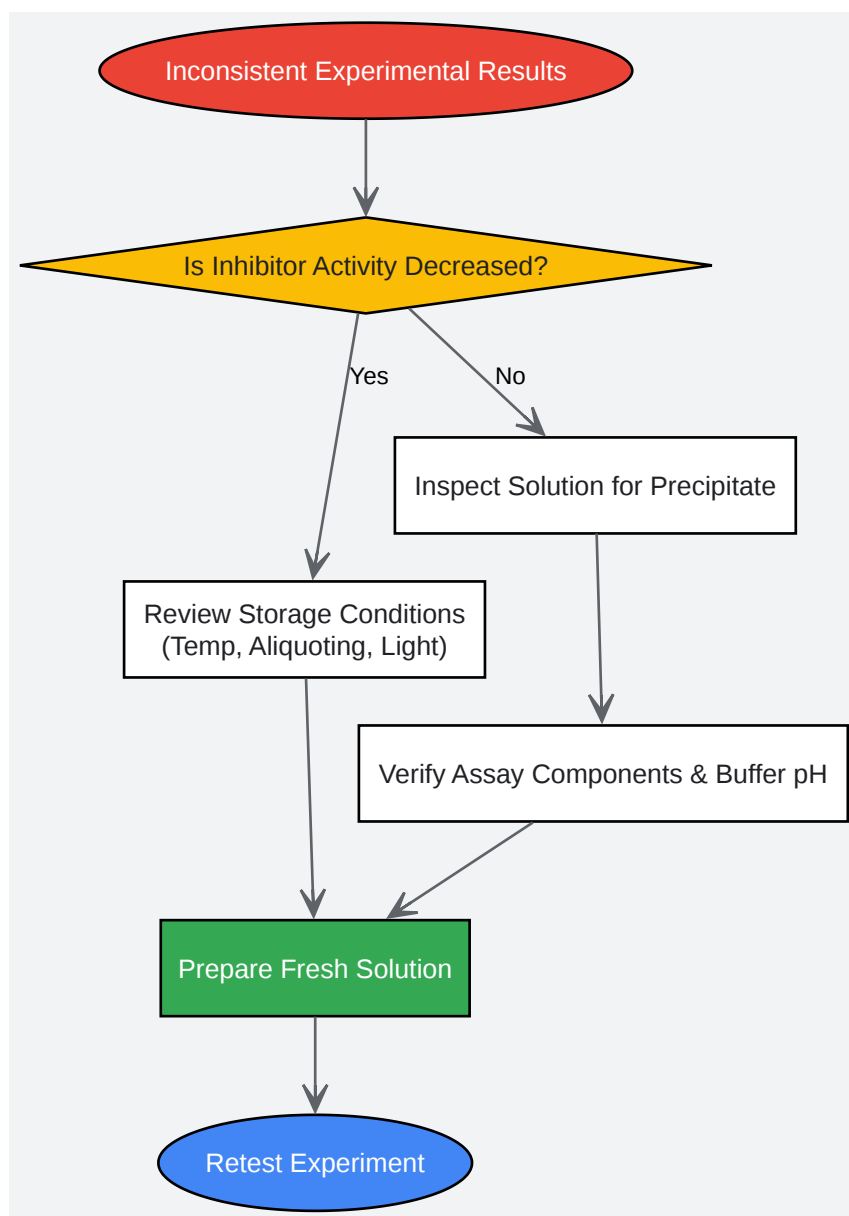 Inconsistent Experimental Results
Is Inhibitor Activity Decreased?
Yes
No
Inspect Solution for Precipitate
Review Storage Conditions
(Temp, Aliquoting, Light)
Verify Assay Components & Buffer pH
Prepare Fresh Solution
Retest Experiment